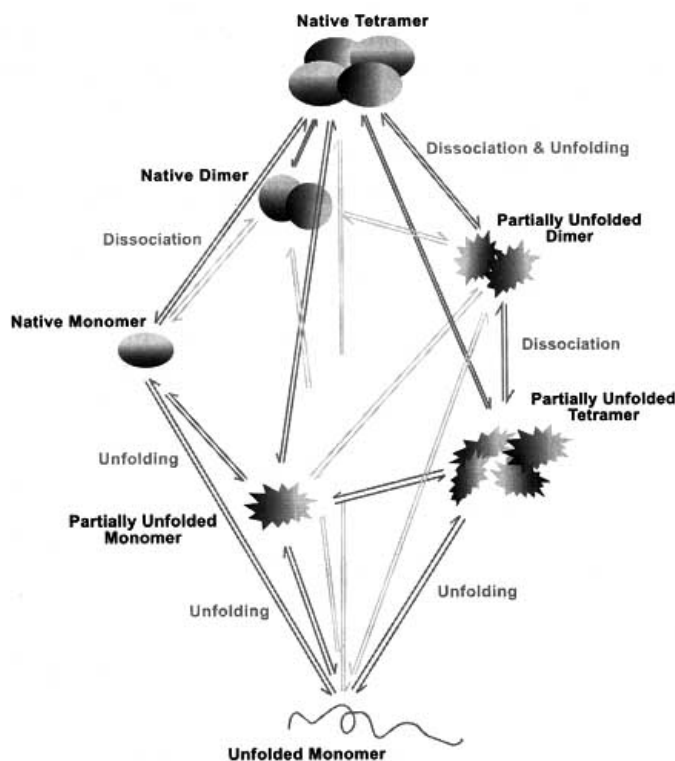 Native Tetramer
Dissociation & Unfolding
Native Dimer
Partially Unfolded
Dimer
Dissociation
Native Monomer
Dissociation
Partially Unfolded
Tetramer
Unfolding
Partially Unfolded
Monomer
Unfolding
Unfolding
Unfolded Monomer